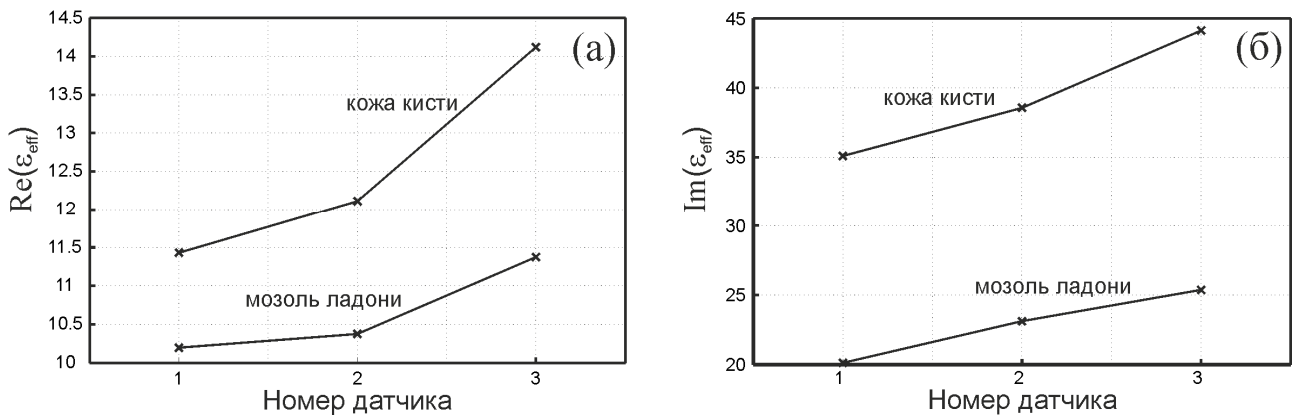 14.5
14
13.5
13
12.5
12
11.5
11
10.5
10
Re(ε_eff)
(а)
кожа кисти
мозоль ладони
1 2 3
Номер датчика
45
40
35
30
25
20
Im(ε_eff)
(б)
кожа кисти
мозоль ладони
1 2 3
Номер датчика